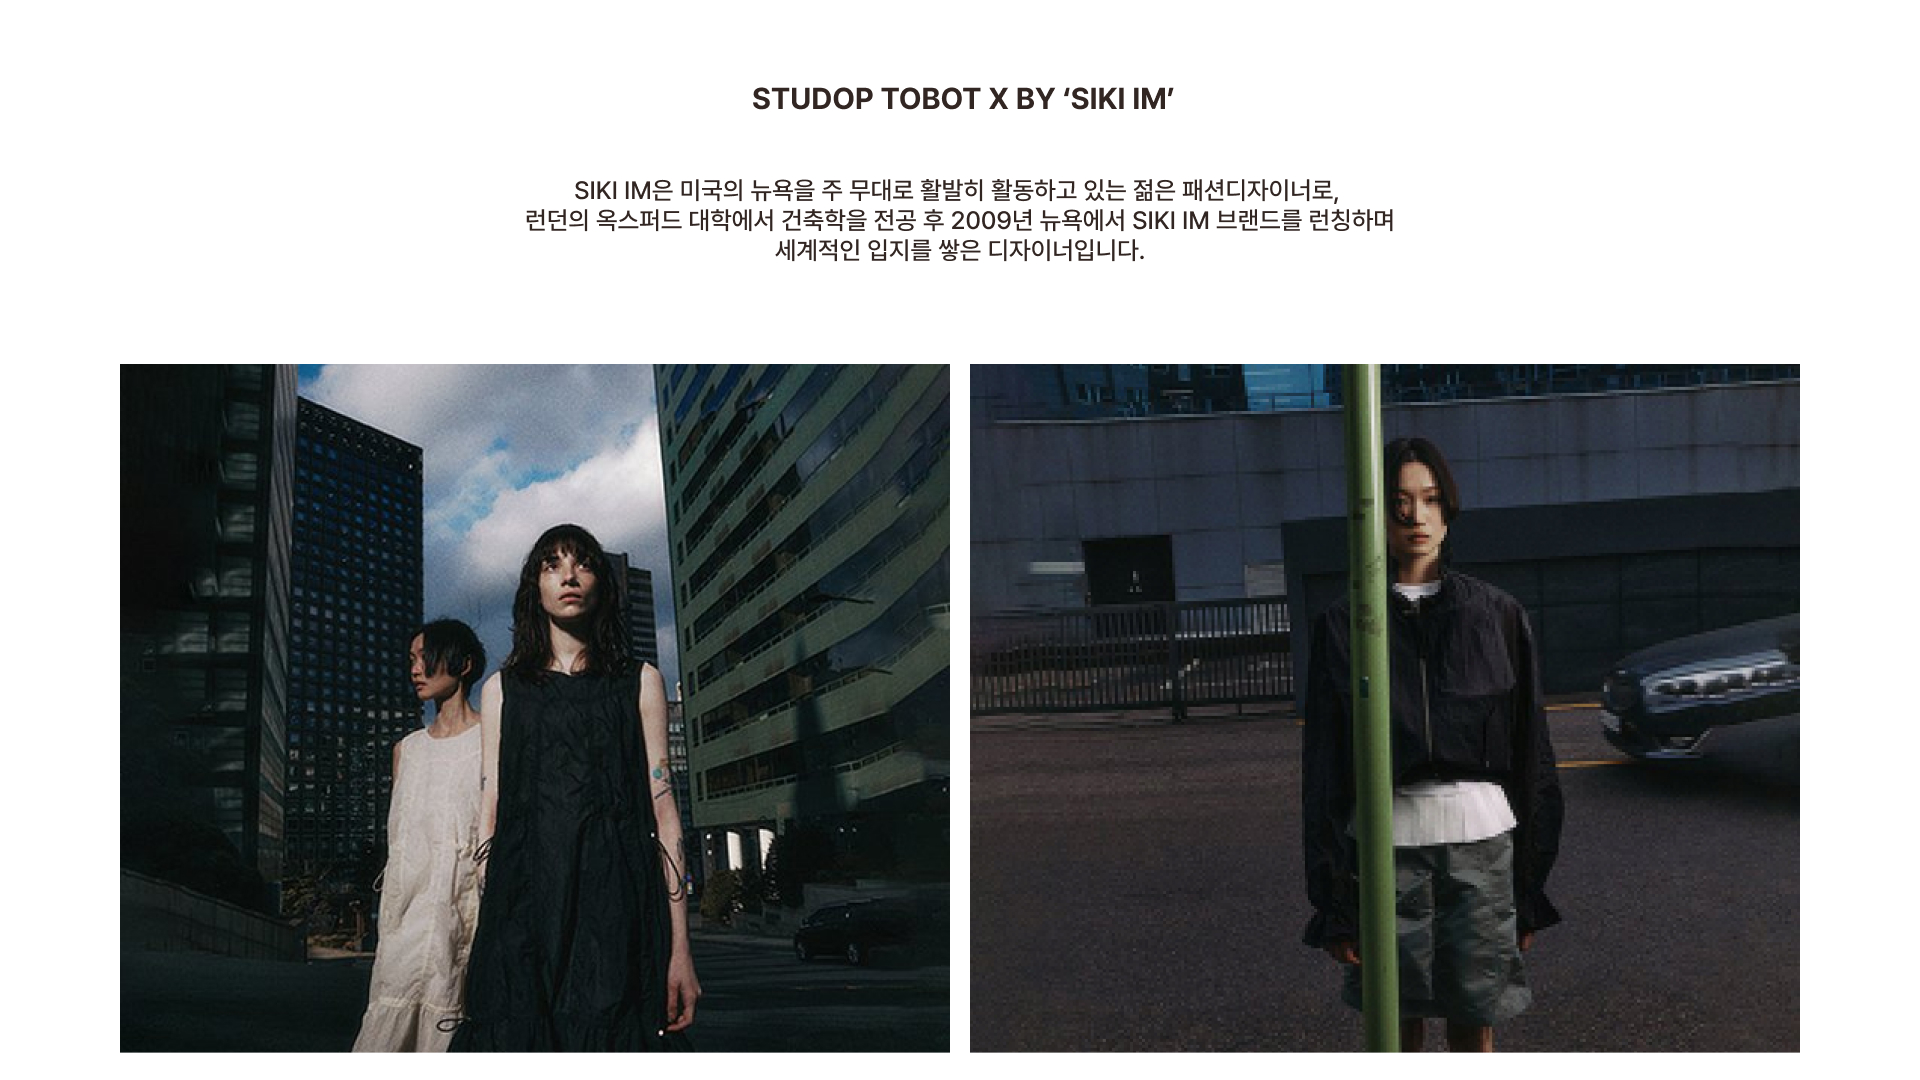 STUDOP TOBOT X BY ‘SIKI IM’
SIKI IM은 미국의 뉴욕을 주 무대로 활발히 활동하고 있는 젊은 패션디자이너로,
런던의 옥스퍼드 대학에서 건축학을 전공 후 2009년 뉴욕에서 SIKI IM 브랜드를 런칭하며
세계적인 입지를 쌓은 디자이너입니다.